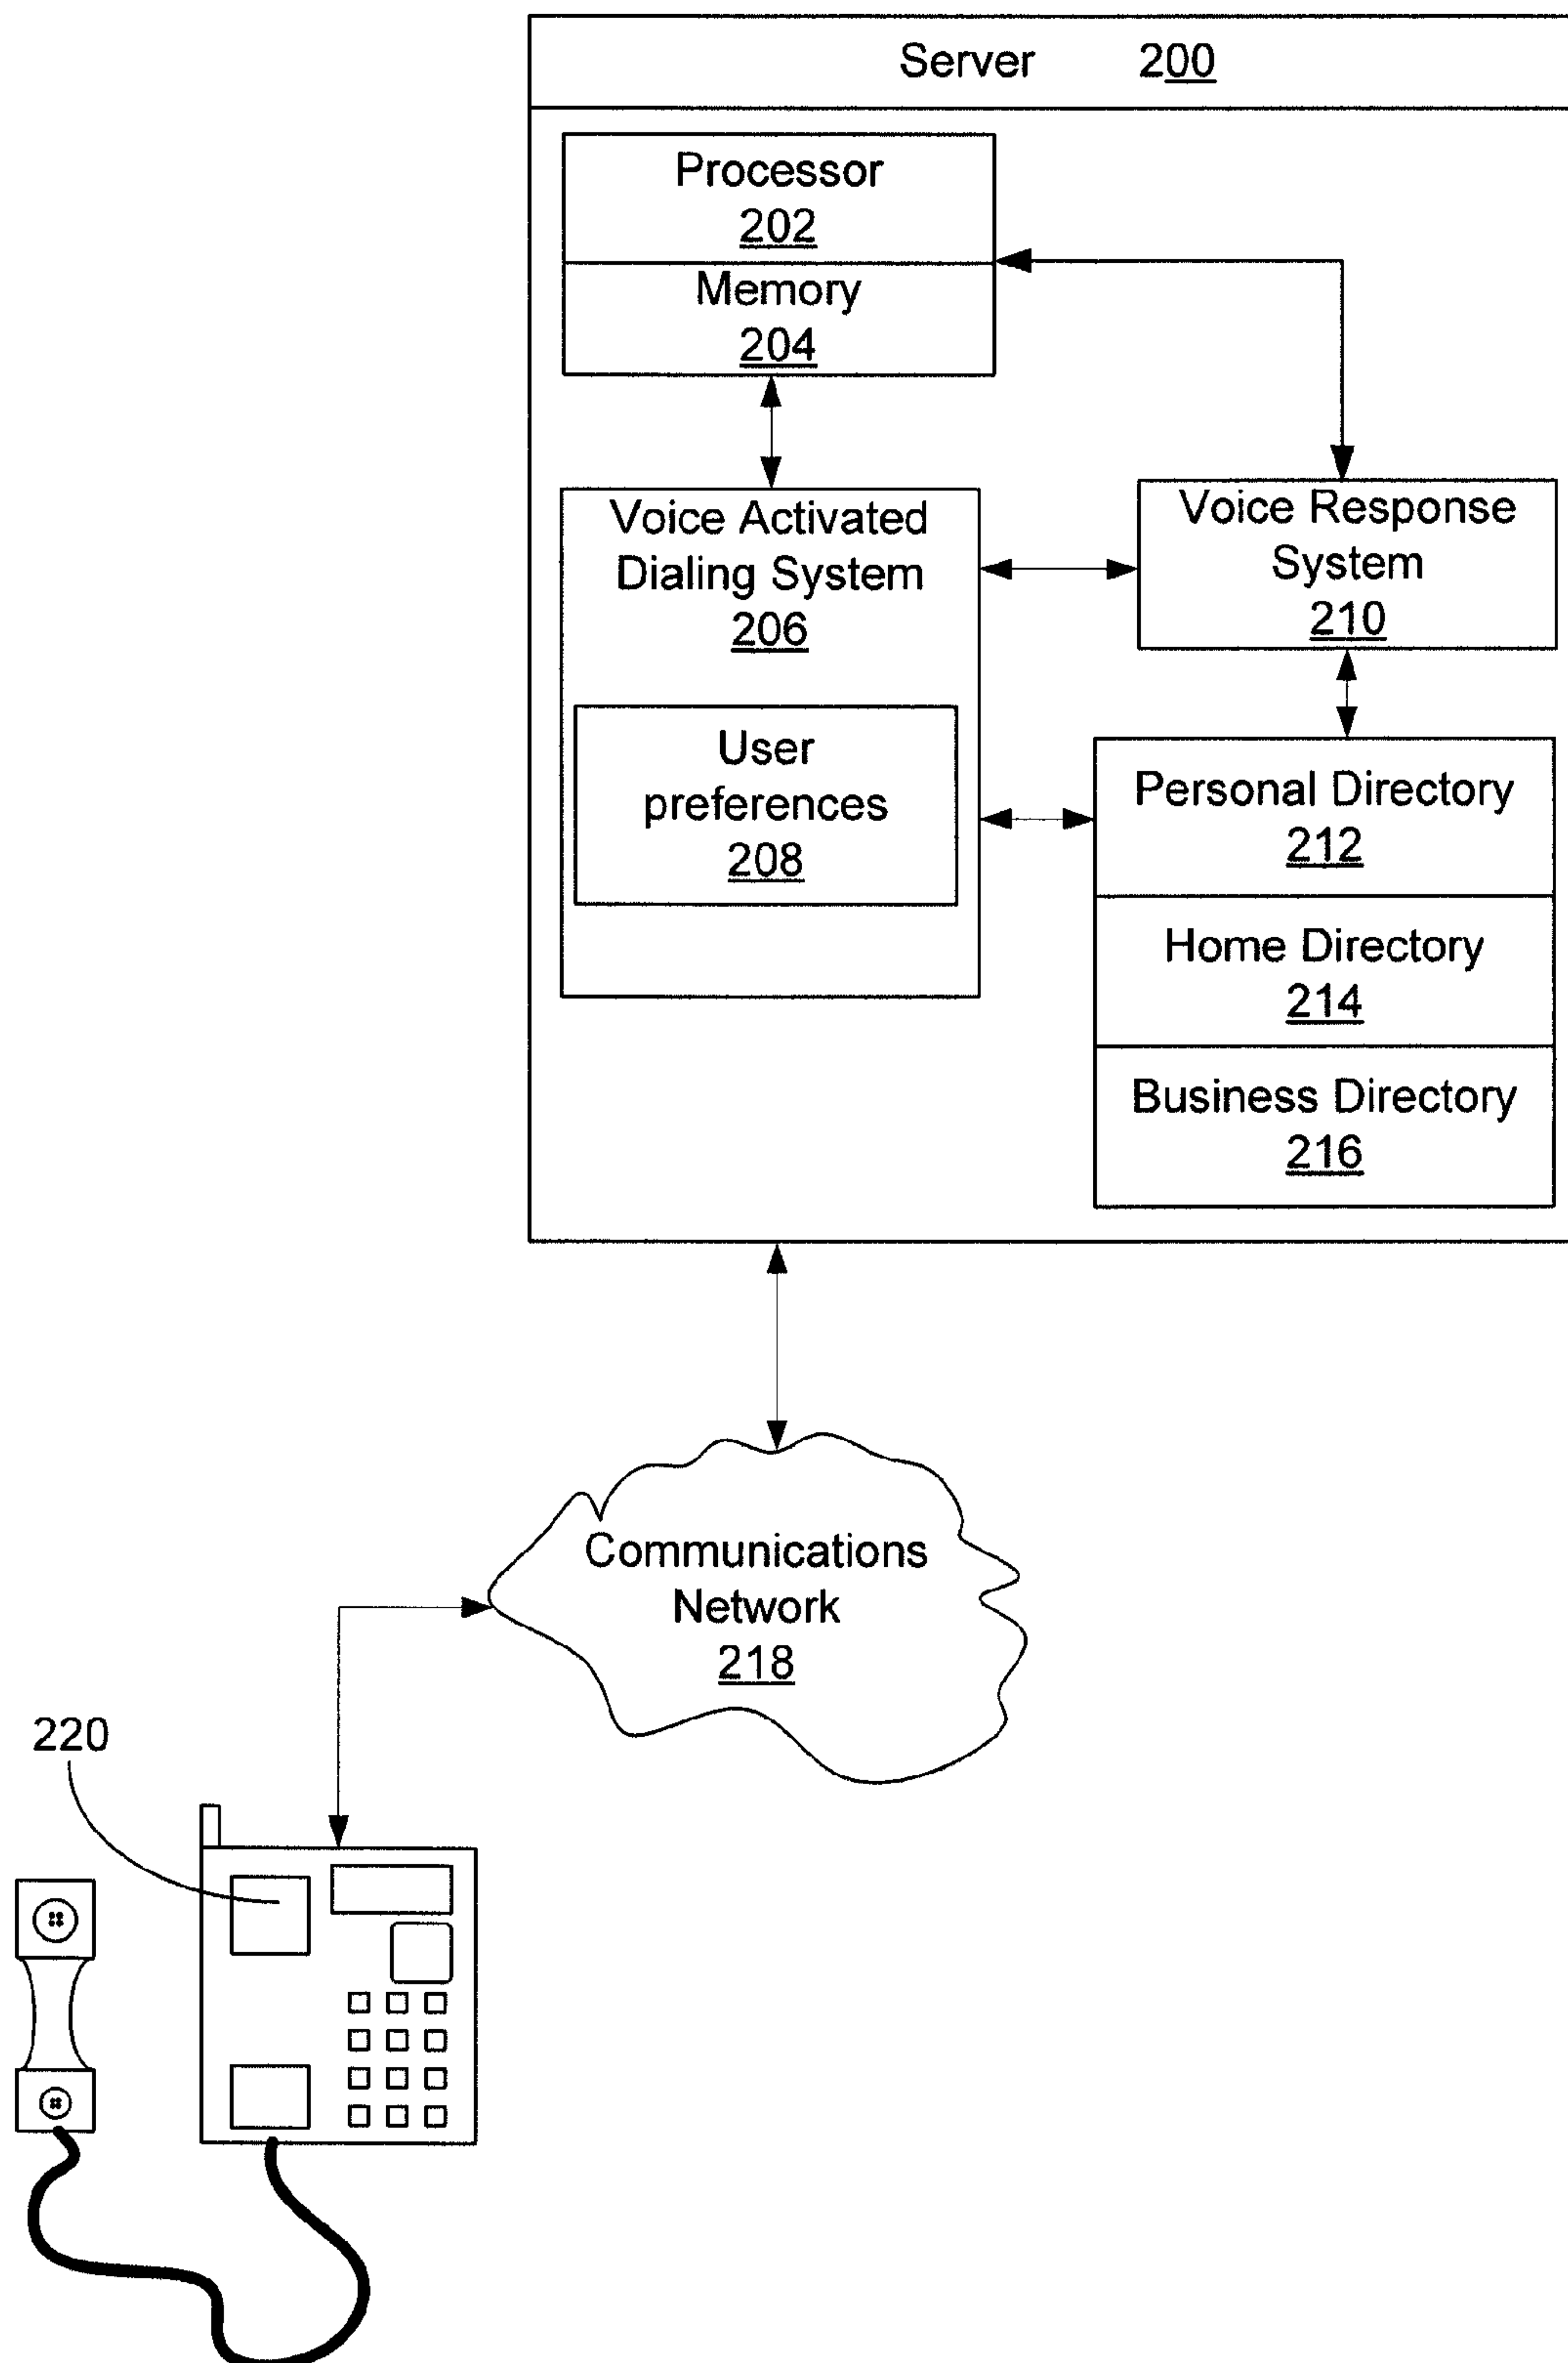 Server 200
Processor
202
Memory
204
Voice Activated
Dialing System
206
User
preferences
208
Voice Response
System
210
Personal Directory
212
Home Directory
214
Business Directory
216
Communications
Network
218
220